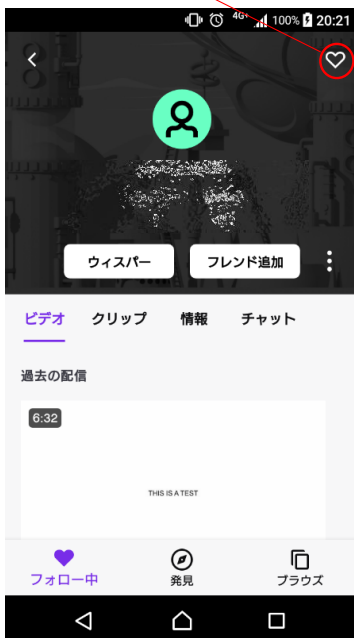 4G+ 100% 20:21
ウィスパー フレンド追加
ビデオ クリップ 情報 チャット
過去の配信
6:32
THIS IS A TEST
フォロー中 発見 ブラウズ